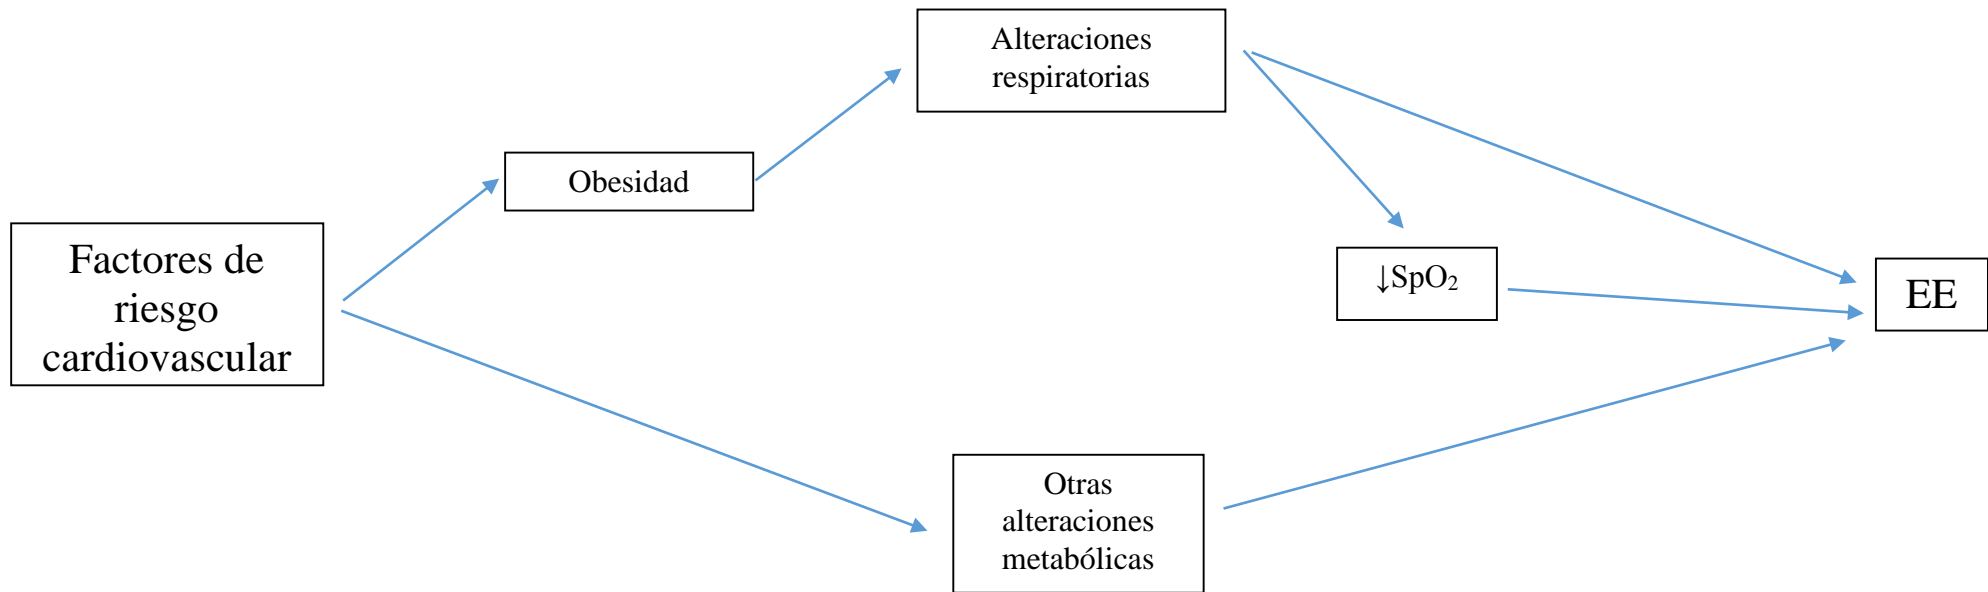 Alteraciones
respiratorias
Obesidad
Factores de
riesgo
cardiovascular
↓SpO₂
EE
Otras
alteraciones
metabólicas